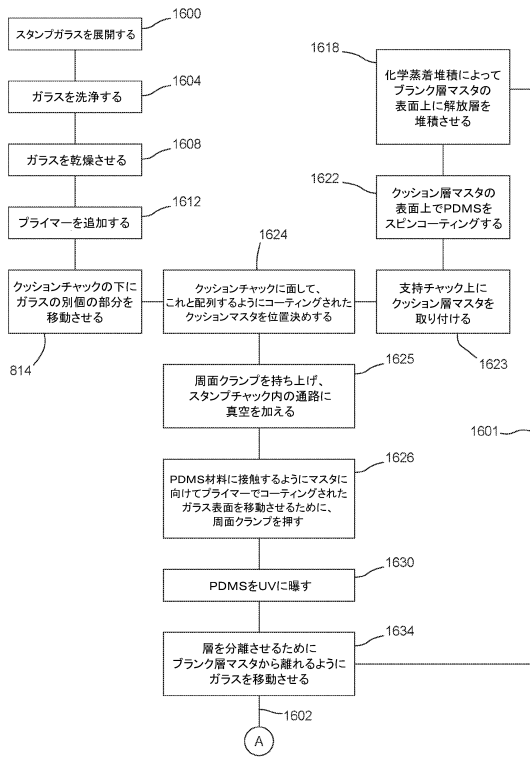 1600
スタンプガラスを展開する
1604
ガラスを洗浄する
1608
ガラスを乾燥させる
1612
プライマーを追加する
クッションチャックの下に
ガラスの別個の部分を
移動させる
814
1618
化学蒸着堆積によって
ブランク層マスタの
表面上に解放層を
堆積させる
1622
クッション層マスタの
表面上でPDMSを
スピンコーティングする
支持チャック上に
クッション層マスタを
取り付ける
1623
1624
クッションチャックに面して、
これと配列するようにコーティングされた
クッションマスタを位置決めする
1625
周面クランプを持ち上げ、
スタンプチャック内の通路に
真空を加える
1601
1626
PDMS材料に接触するようにマスタに
向けてプライマーでコーティングされた
ガラス表面を移動させるために、
周面クランプを押す
1630
PDMSをUVに曝す
1634
層を分離させるために
ブランク層マスタから離れるように
ガラスを移動させる
1602
A